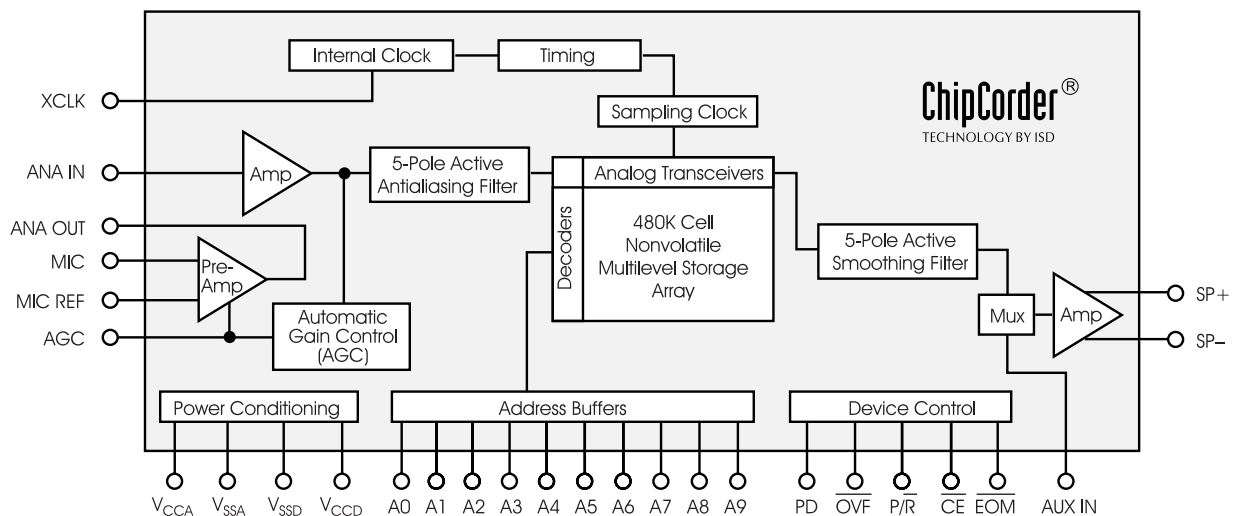 Internal Clock
Timing
XCLK
Sampling Clock
ChipCorder®
TECHNOLOGY BY ISD
ANA IN
Amp
5-Pole Active
Antialiasing Filter
Decoders
Analog Transceivers
480K Cell
Nonvolatile
Multilevel Storage
Array
ANA OUT
MIC
MIC REF
AGC
Pre-
Amp
Automatic
Gain Control
(AGC)
5-Pole Active
Smoothing Filter
Mux
Amp
SP+
SP–
Power Conditioning
Address Buffers
Device Control
VCCA VSSA VSSD VCCD A0 A1 A2 A3 A4 A5 A6 A7 A8 A9 PD O̅V̅F̅ P/R̅ C̅E̅ E̅O̅M̅ AUX IN